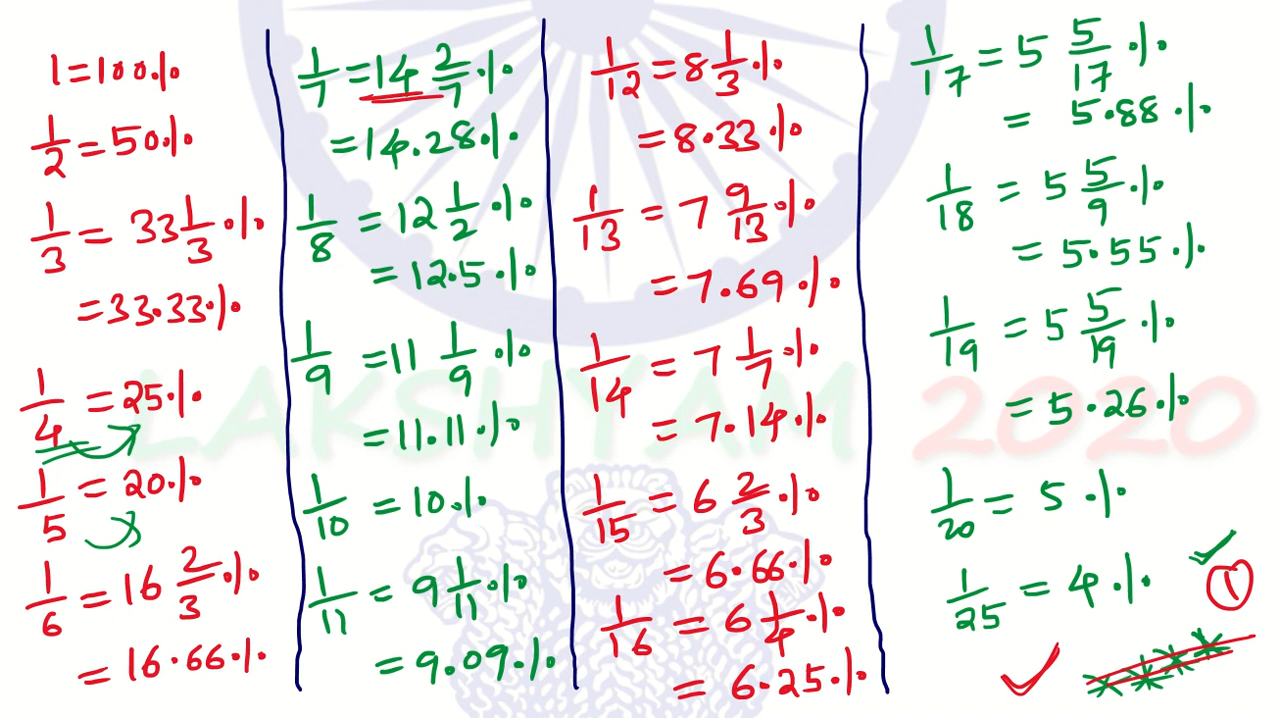 1 = 100%
1/2 = 50%
1/3 = 33 1/3 %
= 33.33%
1/4 = 25%
1/5 = 20%
1/6 = 16 2/3 %
= 16.66%
1/7 = 14 2/7 %
= 14.28%
1/8 = 12 1/2 %
= 12.5%
1/9 = 11 1/9 %
= 11.11%
1/10 = 10%
1/11 = 9 1/11 %
= 9.09%
1/12 = 8 1/3 %
= 8.33%
1/13 = 7 9/13 %
= 7.69%
1/14 = 7 1/7 %
= 7.14%
1/15 = 6 2/3 %
= 6.66%
1/16 = 6 1/4 %
= 6.25%
1/17 = 5 5/17 %
= 5.88%
1/18 = 5 5/9 %
= 5.55%
1/19 = 5 5/19 %
= 5.26%
1/20 = 5%
1/25 = 4%
1
LAKSHYAM 2020